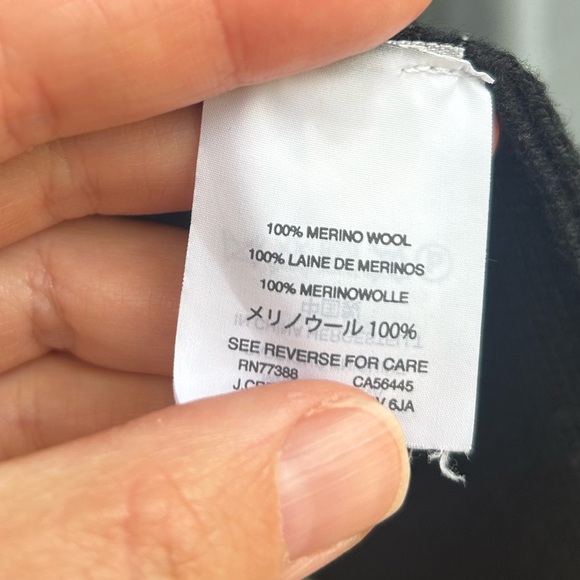 100% MERINO WOOL
100% LAINE DE MERINOS
100% MERINOWOLLE
メリノウール 100%
SEE REVERSE FOR CARE
RN77388 CA56445
6JA